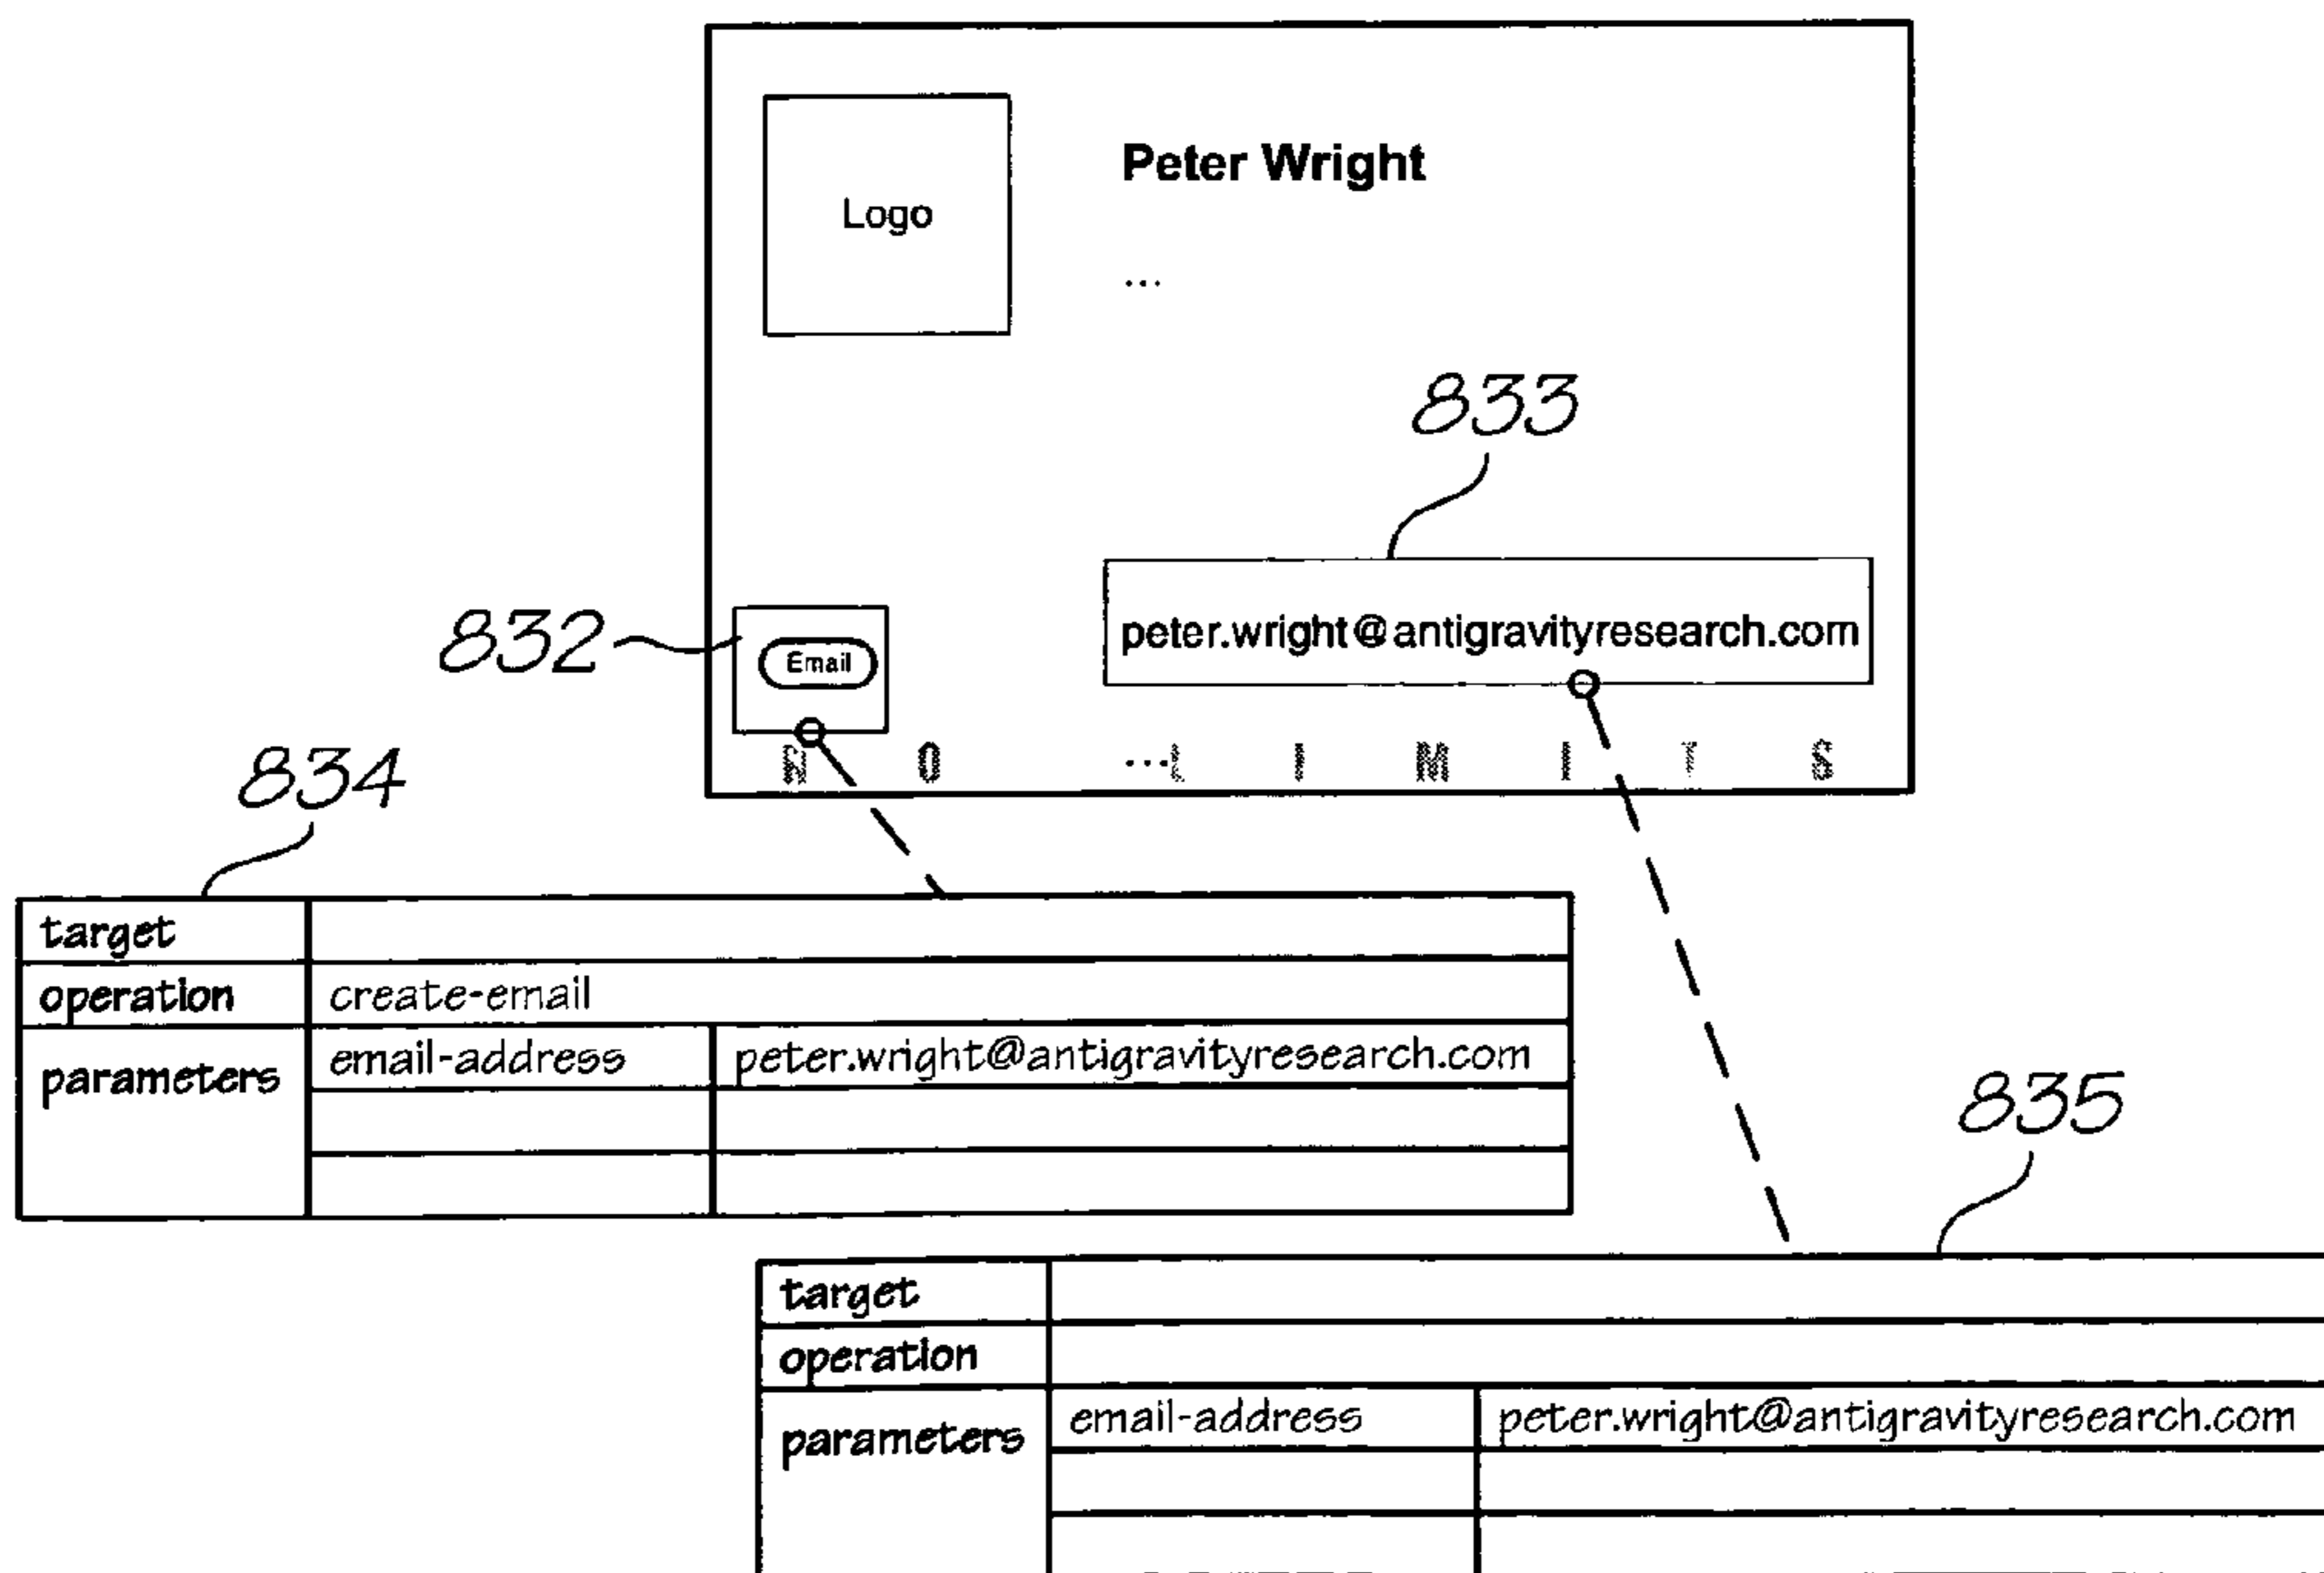 Peter Wright
Logo
...
833
peter.wright@antigravityresearch.com
832
Email
N O ...L I M I T S
834
target
operation create-email
parameters email-address peter.wright@antigravityresearch.com
835
target
operation
parameters email-address peter.wright@antigravityresearch.com